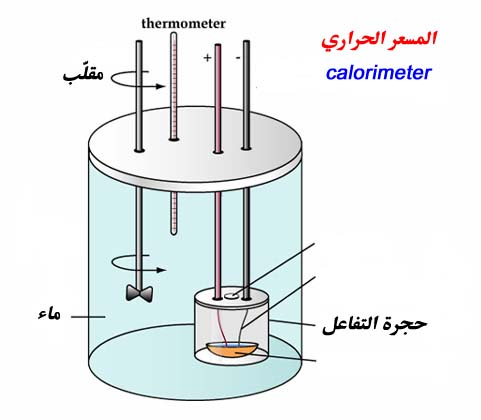 thermometer
المسعر الحراري
calorimeter
+ -
مقلّب
ماء
حجرة التفاعل